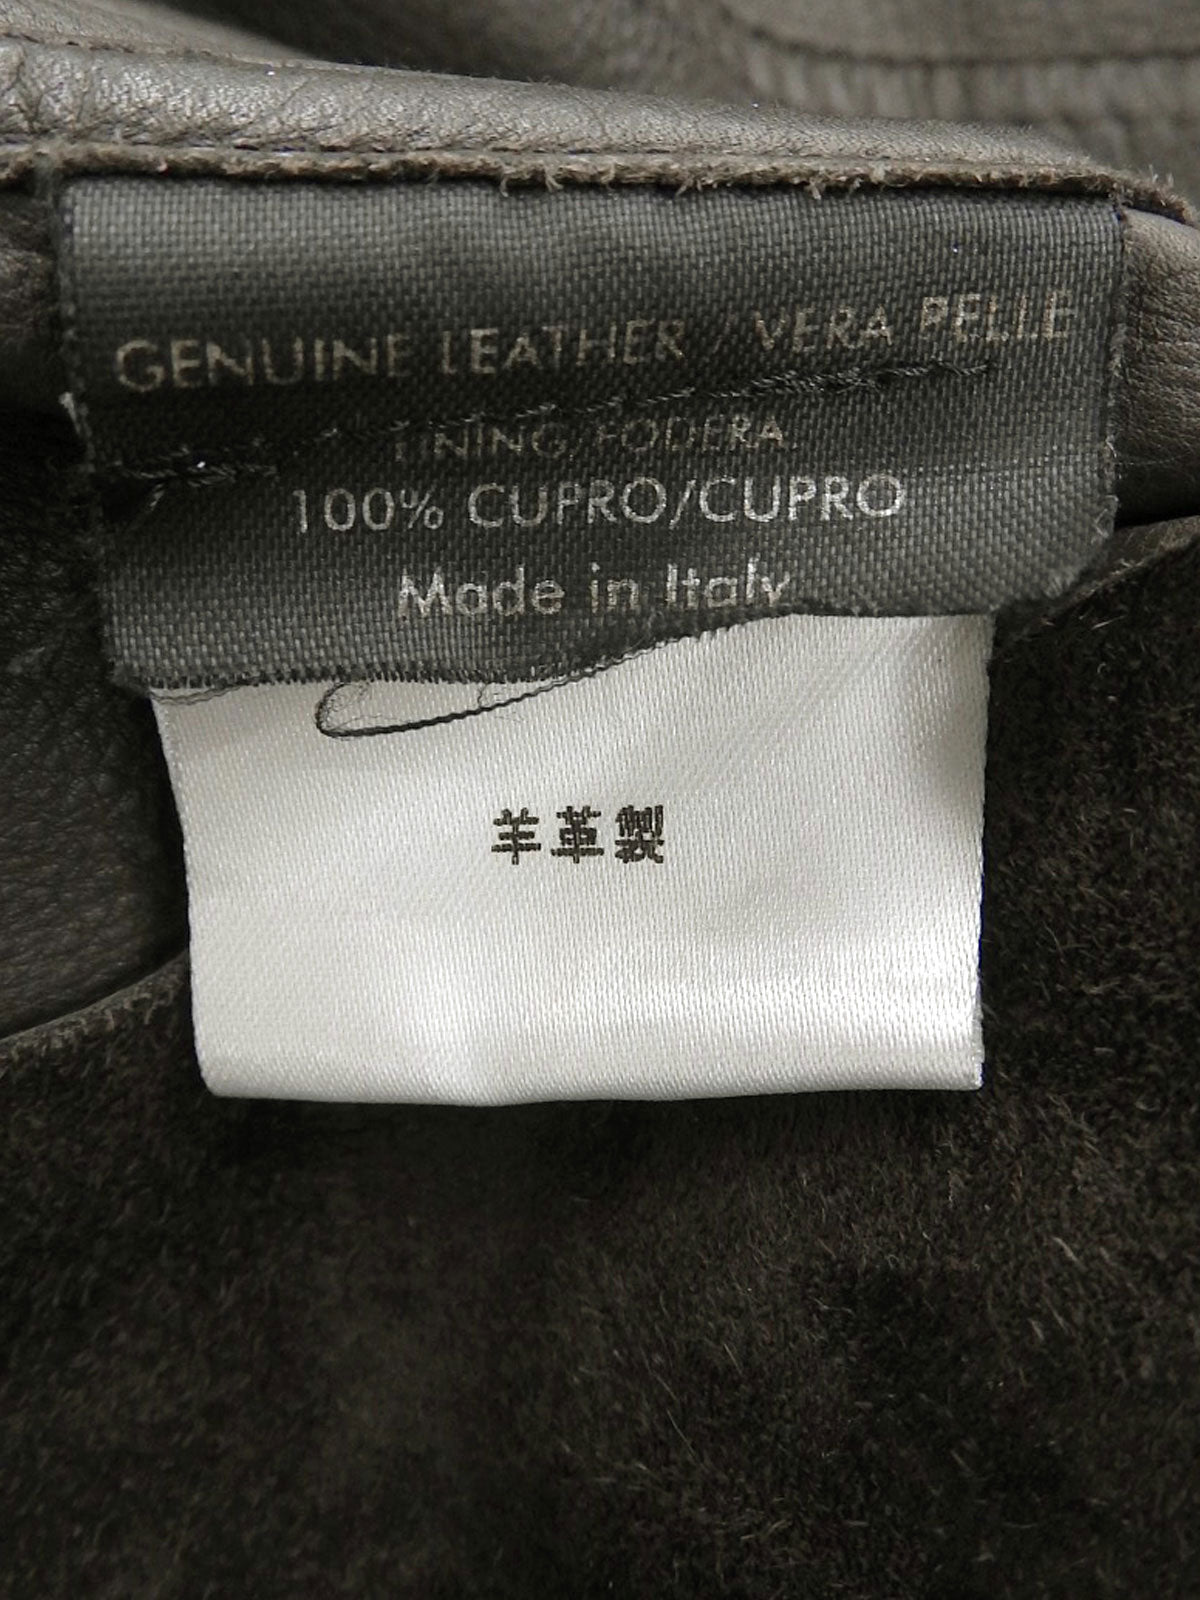 GENUINE LEATHER / VERA PELLE
LINING/FODERA
100% CUPRO/CUPRO
Made in Italy
羊革製